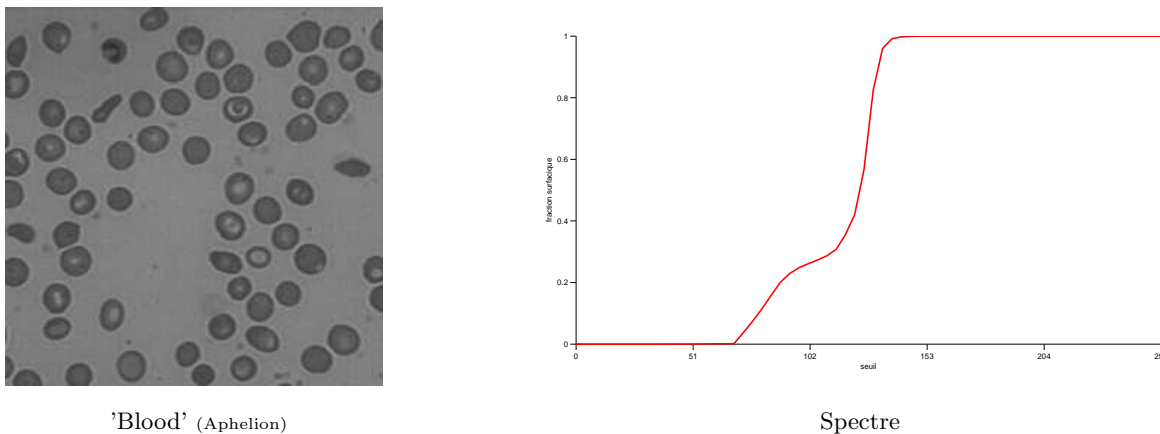 1
0.8
0.6
0.4
0.2
0
fraction surfacique
0 51 102 153 204
seuil
'Blood' (Aphelion)
Spectre